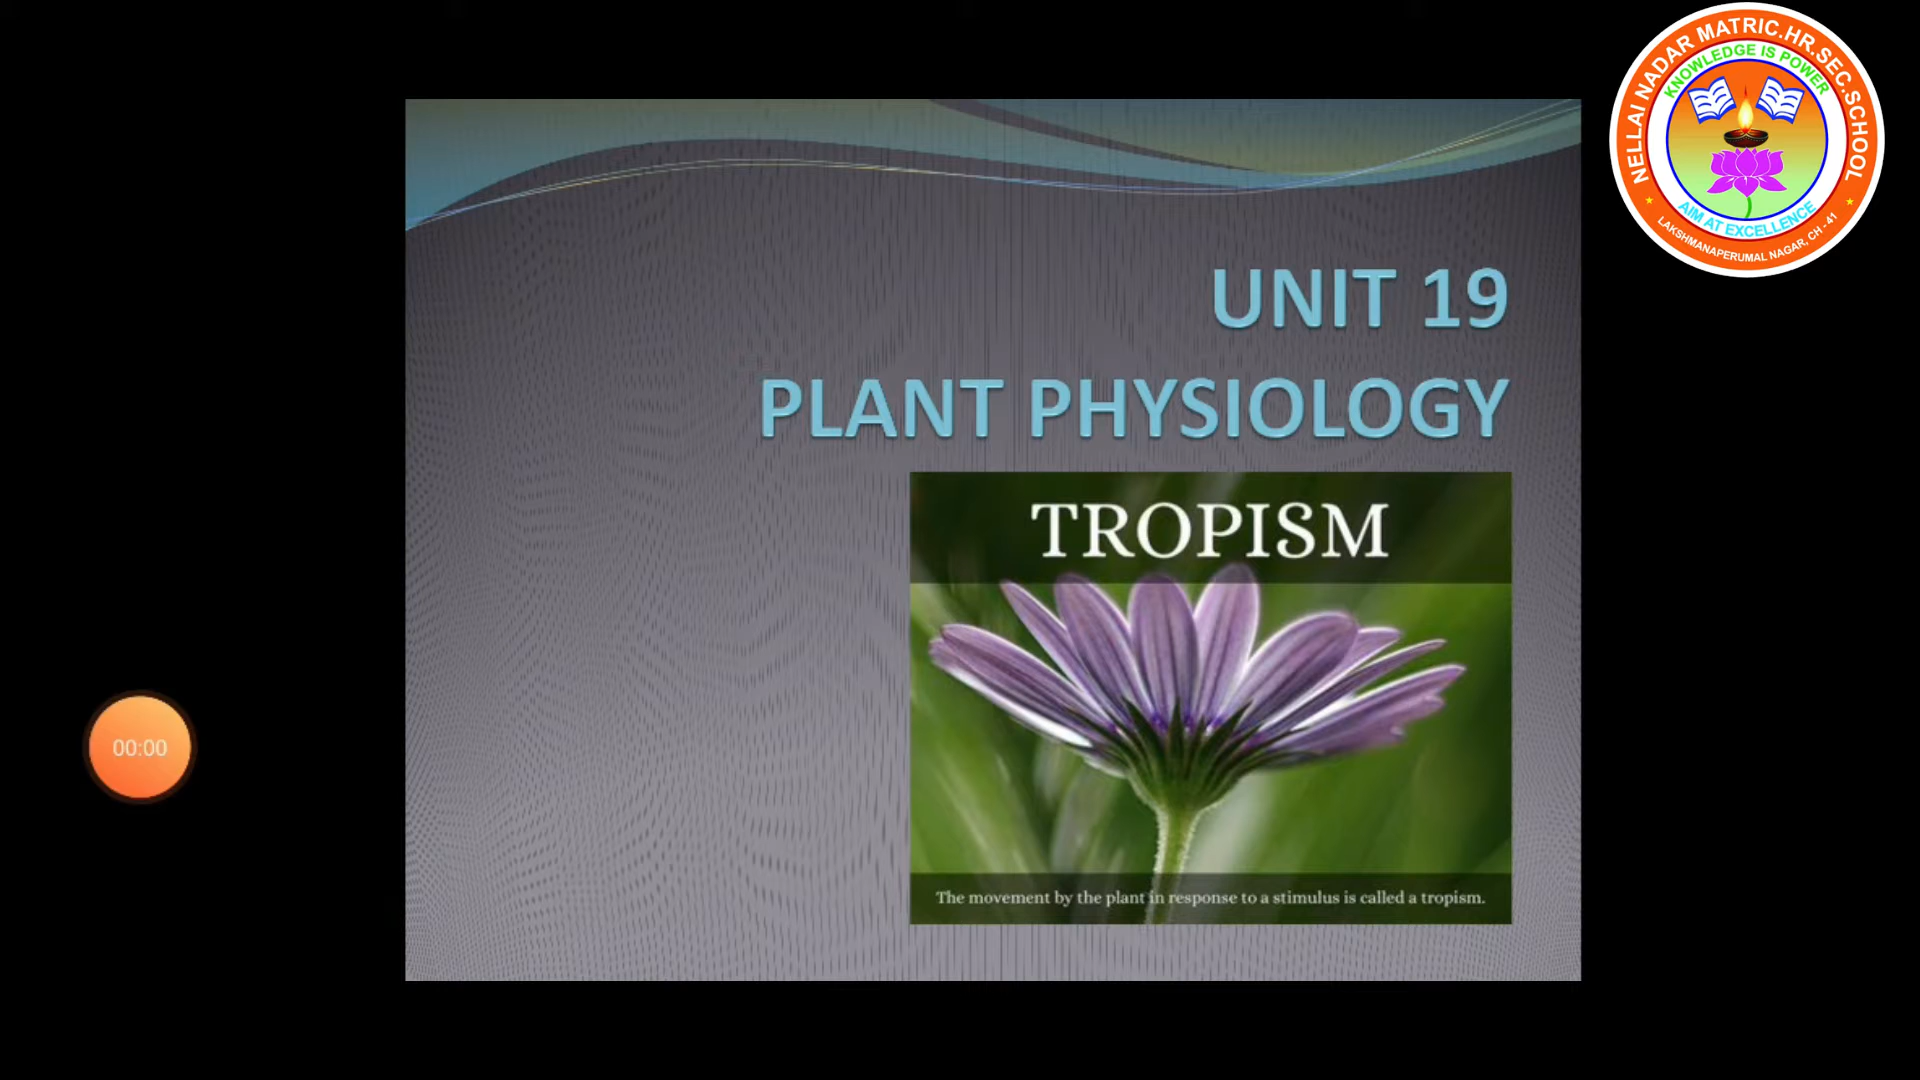 NELLAI NADAR MATRIC.HR.SEC.SCHOOL
KNOWLEDGE IS POWER
AIM AT EXCELLENCE
LAKSHMANAPERUMAL NAGAR, CH - 41
UNIT 19
PLANT PHYSIOLOGY
TROPISM
The movement by the plant in response to a stimulus is called a tropism.
00:00